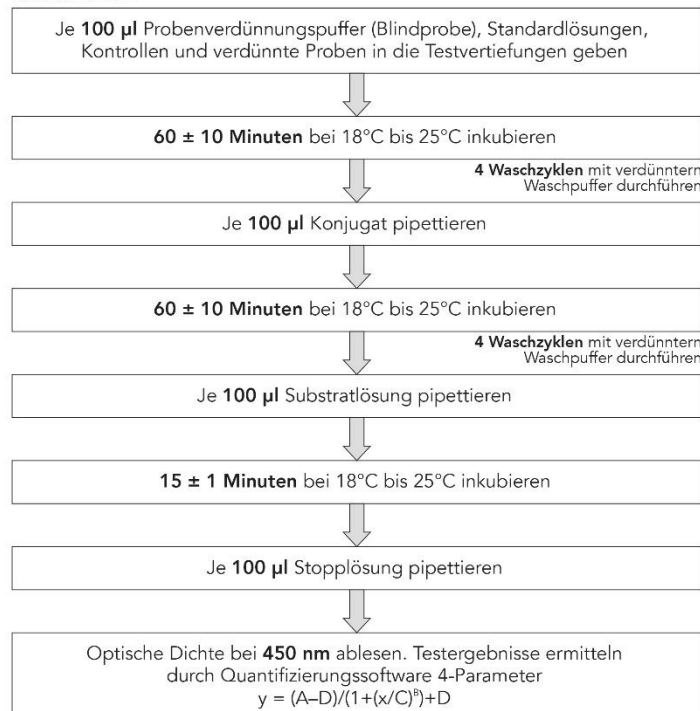 Je 100 µl Probenverdünnungspuffer (Blindprobe), Standardlösungen,
Kontrollen und verdünnte Proben in die Testvertiefungen geben
60 ± 10 Minuten bei 18°C bis 25°C inkubieren
4 Waschzyklen mit verdünntern
Waschpuffer durchführen
Je 100 µl Konjugat pipettieren
60 ± 10 Minuten bei 18°C bis 25°C inkubieren
4 Waschzyklen mit verdünntern
Waschpuffer durchführen
Je 100 µl Substratlösung pipettieren
15 ± 1 Minuten bei 18°C bis 25°C inkubieren
Je 100 µl Stopplösung pipettieren
Optische Dichte bei 450 nm ablesen. Testergebnisse ermitteln
durch Quantifizierungssoftware 4-Parameter
y = (A–D)/(1+(x/C)ᴮ)+D